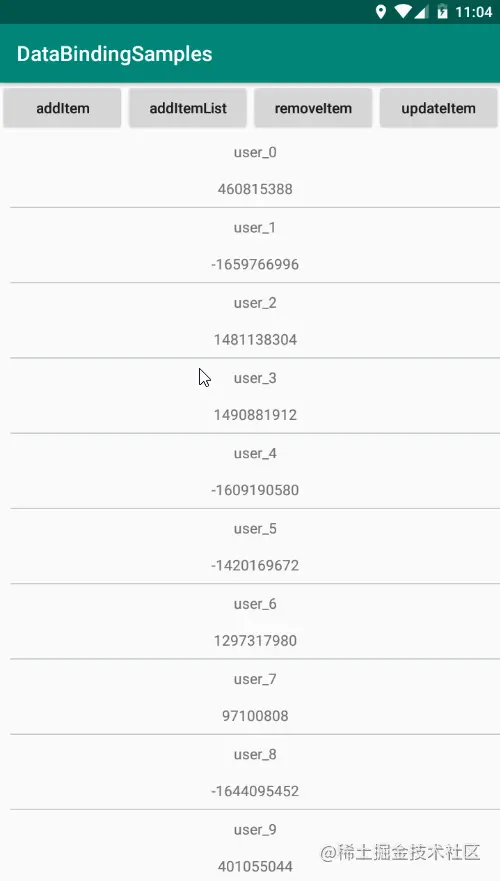 11:04
DataBindingSamples
addItem addItemList removeItem updateItem
user_0
460815388
user_1
-1659766996
user_2
1481138304
user_3
1490881912
user_4
-1609190580
user_5
-1420169672
user_6
1297317980
user_7
97100808
user_8
-1644095452
user_9
@稀土掘金技术社区
401055044